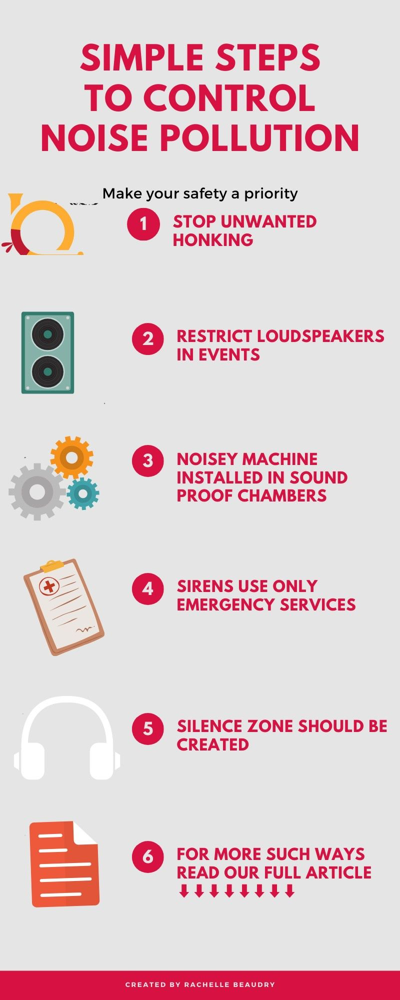 SIMPLE STEPS
TO CONTROL
NOISE POLLUTION
Make your safety a priority
1 STOP UNWANTED
HONKING
2 RESTRICT LOUDSPEAKERS
IN EVENTS
3 NOISEY MACHINE
INSTALLED IN SOUND
PROOF CHAMBERS
4 SIRENS USE ONLY
EMERGENCY SERVICES
5 SILENCE ZONE SHOULD BE
CREATED
6 FOR MORE SUCH WAYS
READ OUR FULL ARTICLE
CREATED BY RACHELLE BEAUDRY